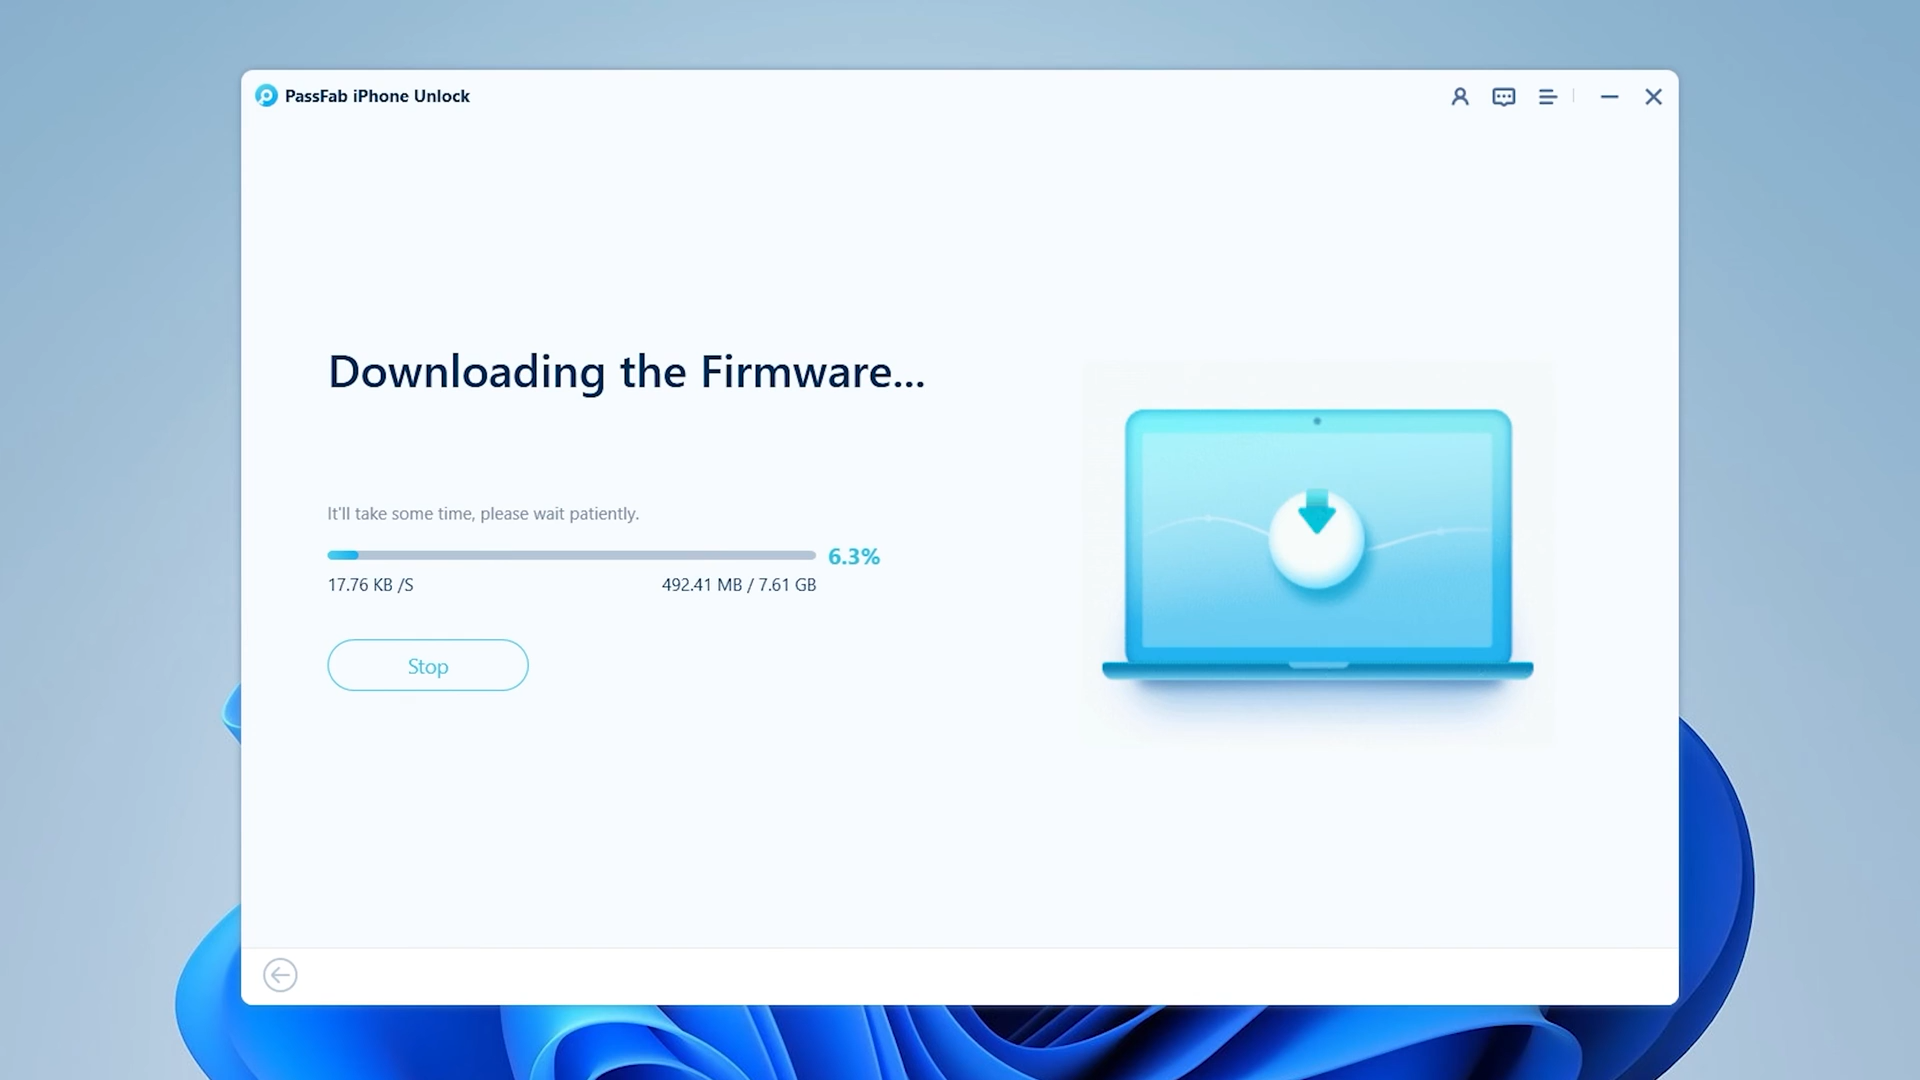 PassFab iPhone Unlock
Downloading the Firmware...
It'll take some time, please wait patiently.
6.3%
17.76 KB /S
492.41 MB / 7.61 GB
Stop